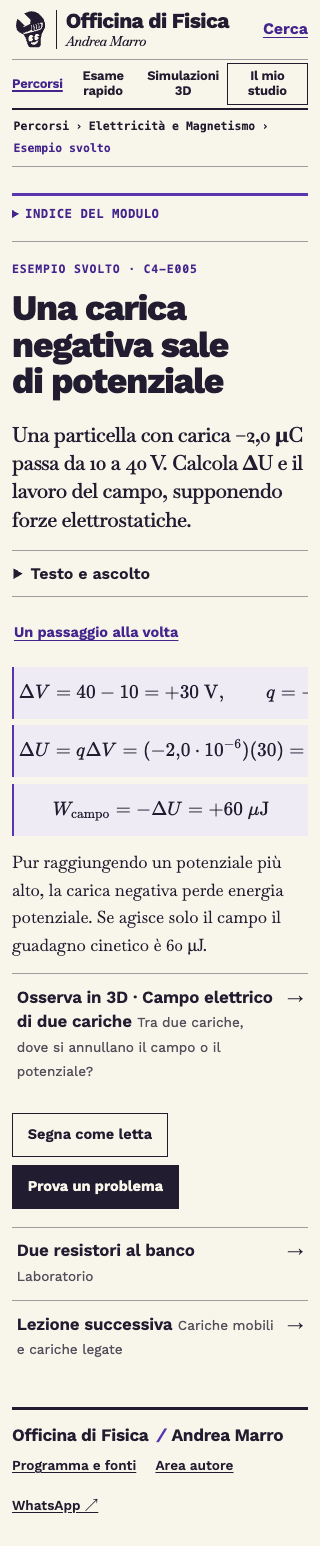 Officina di Fisica
Andrea Marro
Cerca
Percorsi
Esame rapido
Simulazioni 3D
Il mio studio
Percorsi › Elettricità e Magnetismo ›
Esempio svolto
▶ INDICE DEL MODULO
ESEMPIO SVOLTO · C4–E005
Una carica
negativa sale
di potenziale
Una particella con carica −2,0 µC
passa da 10 a 40 V. Calcola ΔU e il
lavoro del campo, supponendo
forze elettrostatiche.
▶ Testo e ascolto
Un passaggio alla volta
ΔV = 40 − 10 = +30 V, q = −
ΔU = qΔV = (−2,0 · 10⁻⁶)(30) =
W_campo = −ΔU = +60 µJ
Pur raggiungendo un potenziale più
alto, la carica negativa perde energia
potenziale. Se agisce solo il campo il
guadagno cinetico è 60 µJ.
Osserva in 3D · Campo elettrico →
di due cariche Tra due cariche,
dove si annullano il campo o il
potenziale?
Segna come letta
Prova un problema
Due resistori al banco →
Laboratorio
Lezione successiva Cariche mobili →
e cariche legate
Officina di Fisica / Andrea Marro
Programma e fonti Area autore
WhatsApp ↗